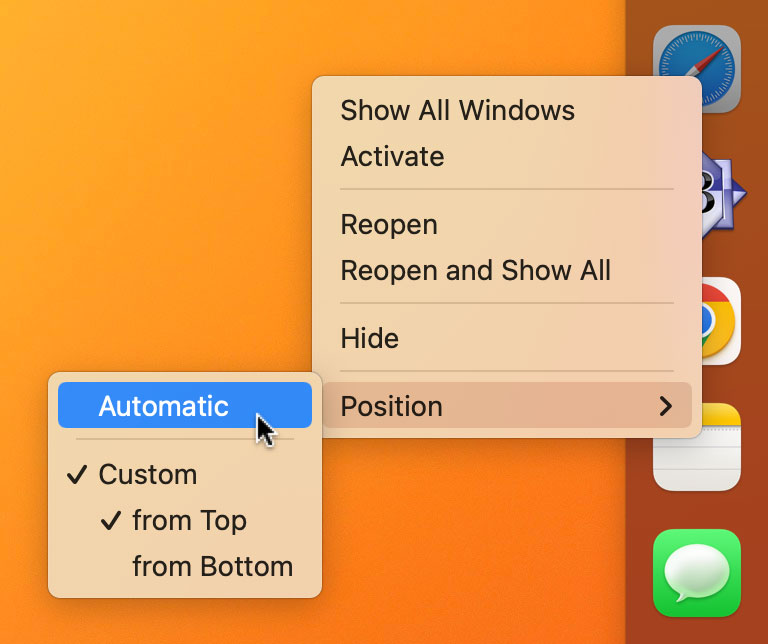 Show All Windows
Activate
Reopen
Reopen and Show All
Hide
Position
Automatic
Custom
from Top
from Bottom